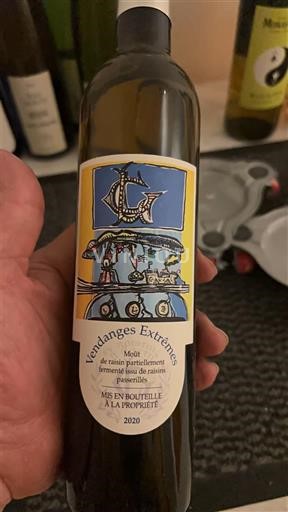 Vendanges Extrêmes
Moût
de raisin partiellement
fermenté issu de raisins
passerillés
MIS EN BOUTEILLE
À LA PROPRIÉTÉ
2020